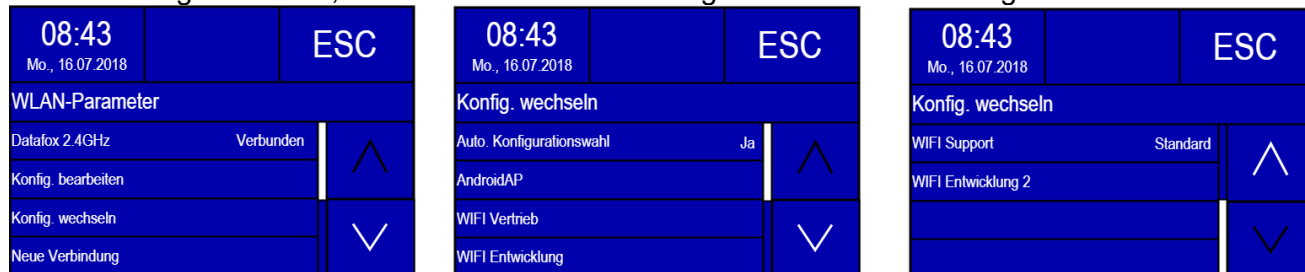 08:43
Mo., 16.07.2018
ESC
WLAN-Parameter
Datafox 2.4GHz Verbunden
Konfig. bearbeiten
Konfig. wechseln
Neue Verbindung
08:43
Mo., 16.07.2018
ESC
Konfig. wechseln
Auto. Konfigurationswahl Ja
AndroidAP
WIFI Vertrieb
WIFI Entwicklung
08:43
Mo., 16.07.2018
ESC
Konfig. wechseln
WIFI Support Standard
WIFI Entwicklung 2